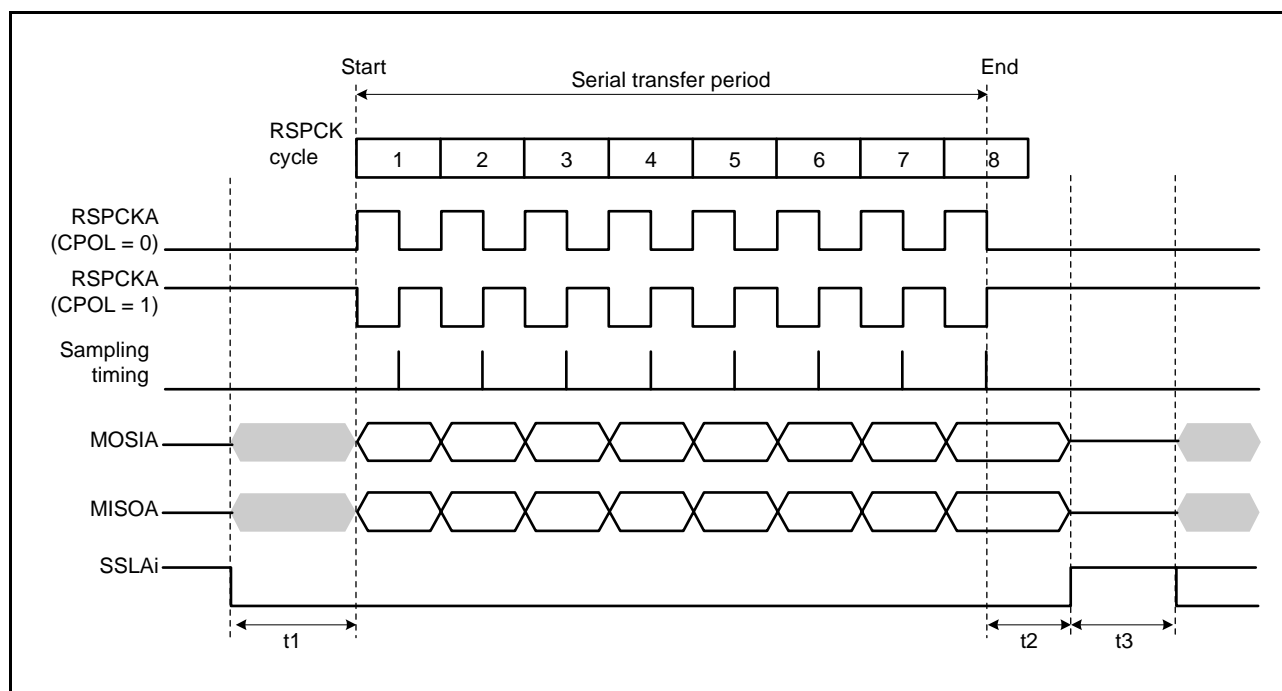 Start
End
Serial transfer period
RSPCK
cycle
1 2 3 4 5 6 7 8
RSPCKA
(CPOL = 0)
RSPCKA
(CPOL = 1)
Sampling
timing
MOSIA
MISOA
SSLAi
t1
t2
t3